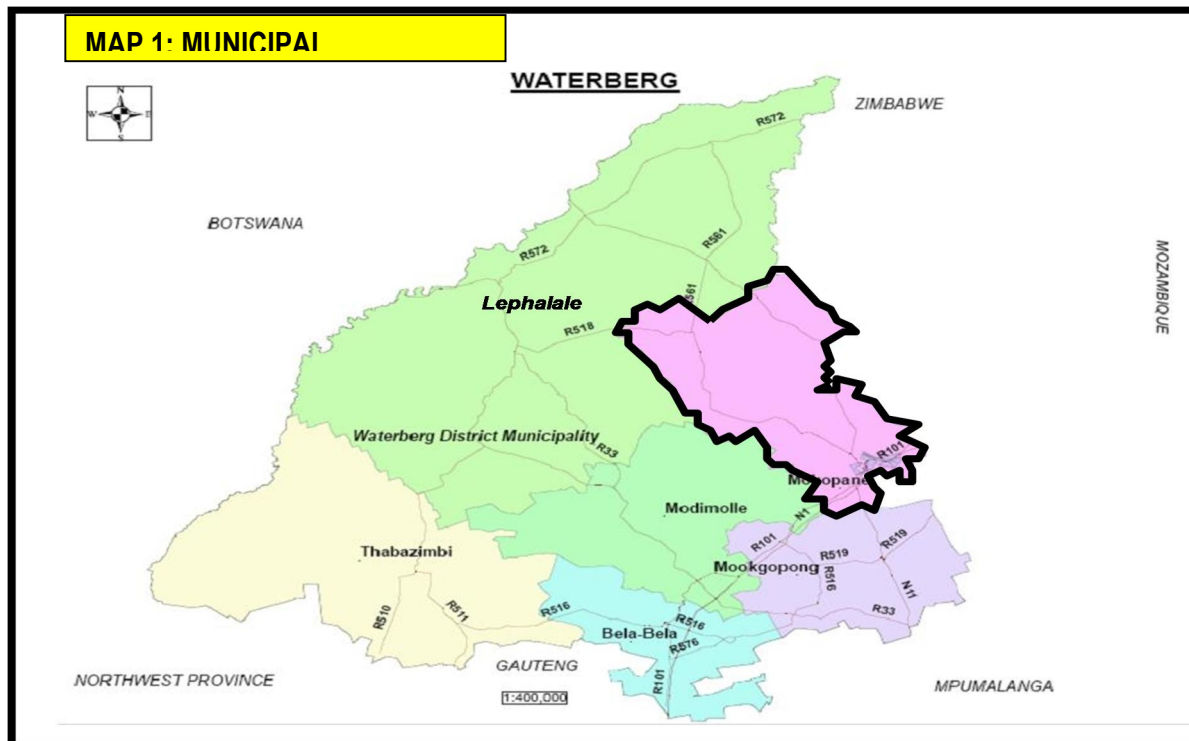 MAP 1: MUNICIPAL
WATERBERG
N
W E
S
ZIMBABWE
R572
BOTSWANA
R561
R572
MOZAMBIQUE
Lephalale
R518
Waterberg District Municipality
R33
R101
Modimolle
N1
R101
R519
R519
Thabazimbi
Mookgopong
R516
N11
R510
R511
R516
R516
R33
Bela-Bela
R576
GAUTENG
R101
NORTHWEST PROVINCE
1:400,000
MPUMALANGA